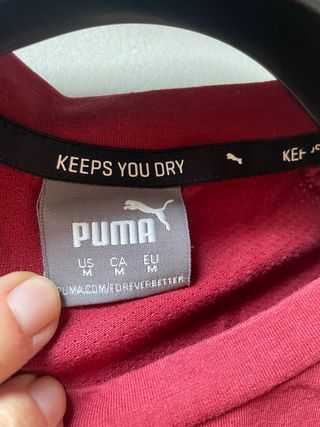 KEEPS YOU DRY
PUMA
US CA EU
M M M
PUMA.COM/FOREVERBETTER